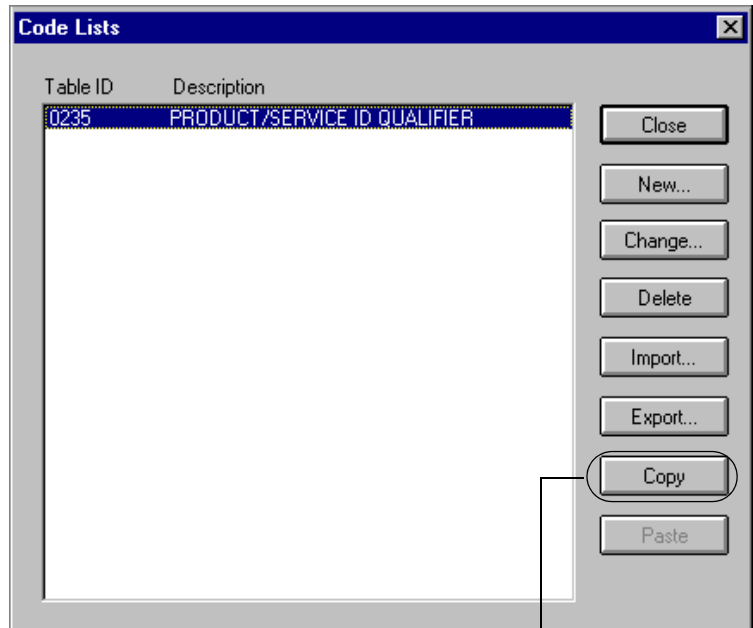 Code Lists
Table ID Description
0235 PRODUCT/SERVICE ID QUALIFIER
Close
New...
Change...
Delete
Import...
Export...
Copy
Paste